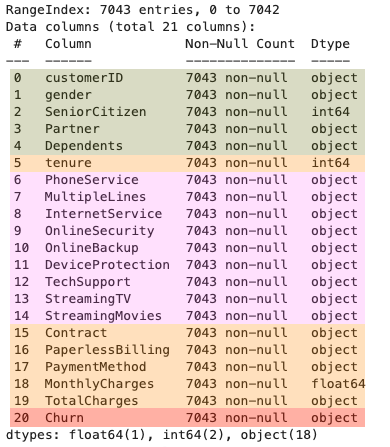 RangeIndex: 7043 entries, 0 to 7042
Data columns (total 21 columns):
 #   Column            Non-Null Count  Dtype
---  ------            --------------  -----
 0   customerID        7043 non-null   object
 1   gender            7043 non-null   object
 2   SeniorCitizen     7043 non-null   int64
 3   Partner           7043 non-null   object
 4   Dependents        7043 non-null   object
 5   tenure            7043 non-null   int64
 6   PhoneService      7043 non-null   object
 7   MultipleLines     7043 non-null   object
 8   InternetService   7043 non-null   object
 9   OnlineSecurity    7043 non-null   object
 10  OnlineBackup      7043 non-null   object
 11  DeviceProtection  7043 non-null   object
 12  TechSupport       7043 non-null   object
 13  StreamingTV       7043 non-null   object
 14  StreamingMovies   7043 non-null   object
 15  Contract          7043 non-null   object
 16  PaperlessBilling  7043 non-null   object
 17  PaymentMethod     7043 non-null   object
 18  MonthlyCharges    7043 non-null   float64
 19  TotalCharges      7043 non-null   object
 20  Churn             7043 non-null   object
dtypes: float64(1), int64(2), object(18)